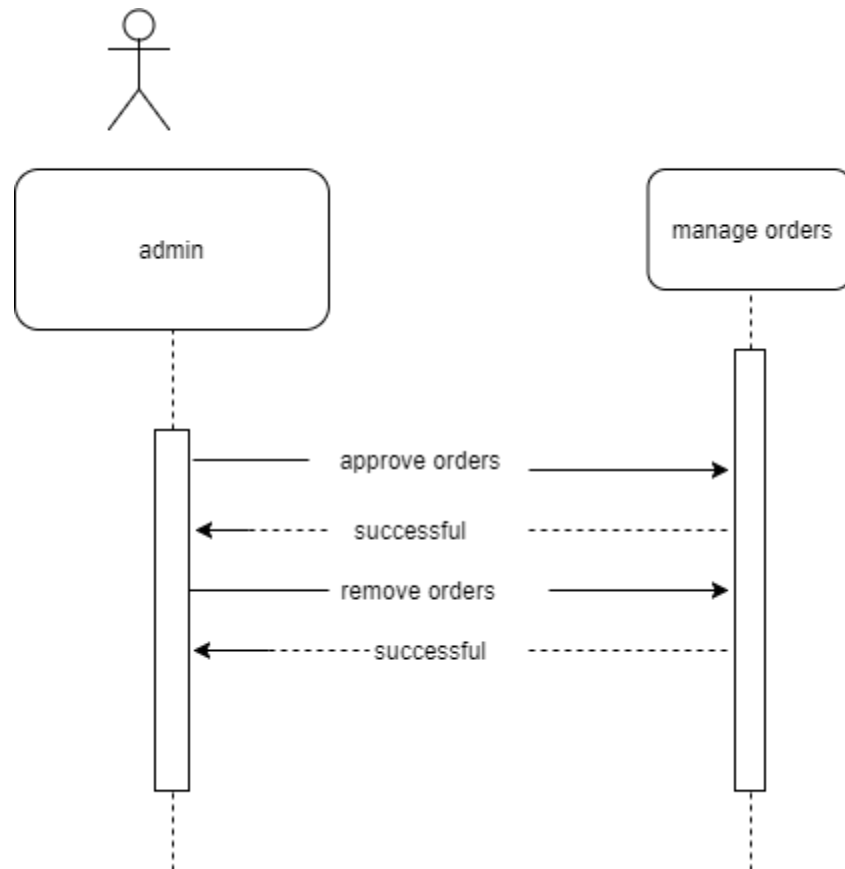 admin
manage orders
approve orders
successful
remove orders
successful